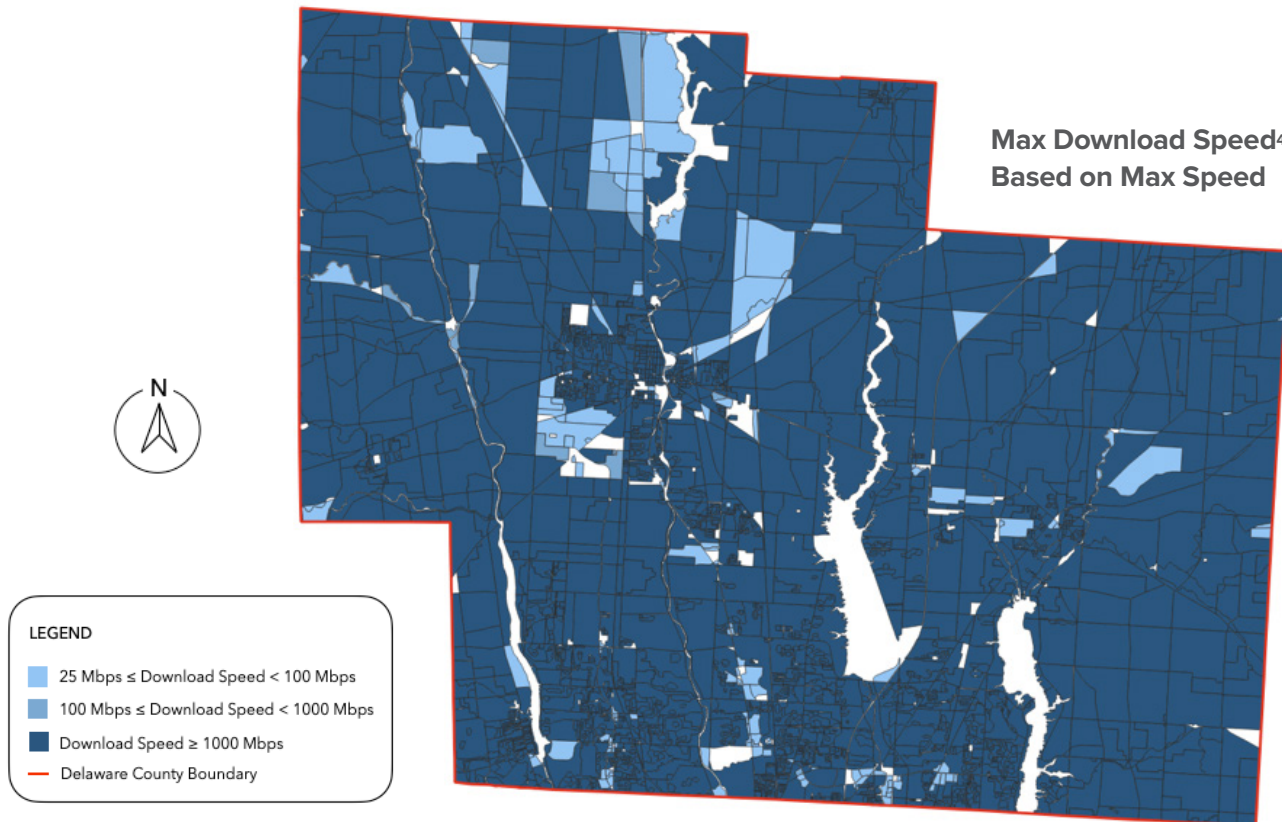 Max Download Speed⁴
Based on Max Speed
N
LEGEND
25 Mbps ≤ Download Speed < 100 Mbps
100 Mbps ≤ Download Speed < 1000 Mbps
Download Speed ≥ 1000 Mbps
Delaware County Boundary